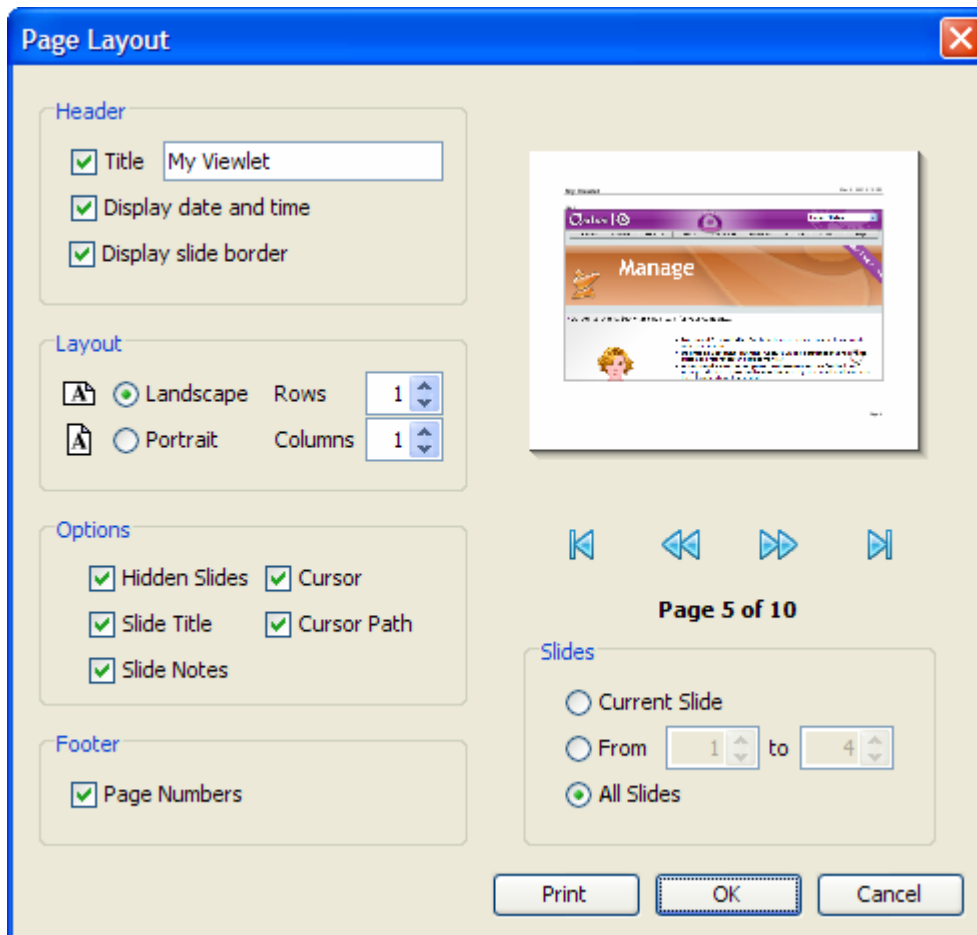 Page Layout
Header
Title My Viewlet
Display date and time
Display slide border
Layout
A Landscape Rows 1
A Portrait Columns 1
Options
Hidden Slides Cursor
Slide Title Cursor Path
Slide Notes
Footer
Page Numbers
My Viewlet
Manage
Page 5 of 10
Slides
Current Slide
From 1 to 4
All Slides
Print OK Cancel